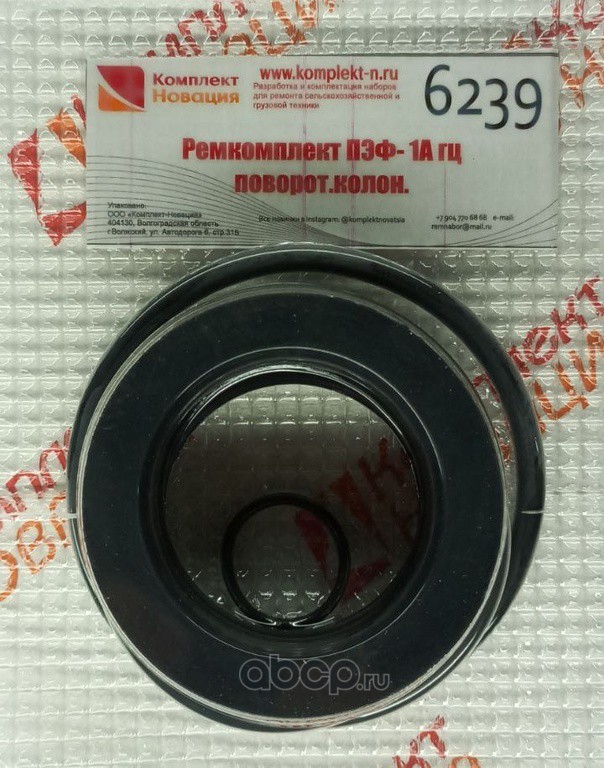 Комплект
Новация
www.komplekt-n.ru
Разработка и комплектация наборов
для ремонта сельскохозяйственной и
грузовой техники
6239
Ремкомплект ПЭФ- 1А гц
поворот.колон.
Упаковано:
ООО «Комплект-Новация»
404130, Волгоградская область
г.Волжский, ул. Автодорога 6, стр.31Б
Все новинки в instagram: @komplektnovatsia
+7 904 770 68 68 e-mail:
remnabor@mail.ru
abcp.ru